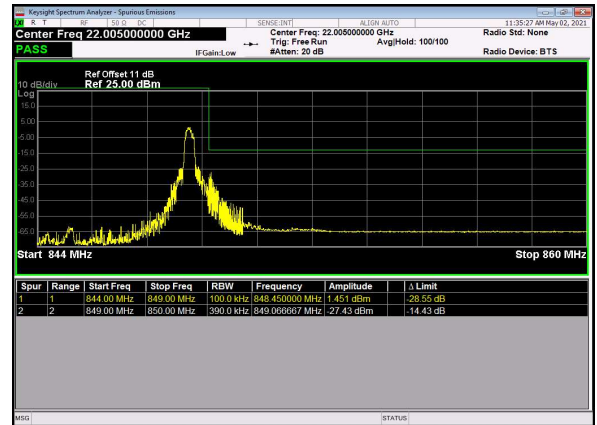 Keysight Spectrum Analyzer - Spurious Emissions
R T RF 50 Ω DC SENSE:INT ALIGN AUTO 11:35:27 AM May 02, 2021
Center Freq 22.005000000 GHz Center Freq: 22.005000000 GHz Radio Std: None
Trig: Free Run Avg|Hold: 100/100
PASS IFGain:Low #Atten: 20 dB Radio Device: BTS
Ref Offset 11 dB
10 dB/div Ref 25.00 dBm
Log
15.0
5.00
-5.00
-15.0
-25.0
-35.0
-45.0
-55.0
-65.0
Start 844 MHz Stop 860 MHz
Spur Range Start Freq Stop Freq RBW Frequency Amplitude Δ Limit
1 1 844.00 MHz 849.00 MHz 100.0 kHz 848.450000 MHz 1.451 dBm -28.55 dB
2 2 849.00 MHz 850.00 MHz 390.0 kHz 849.066667 MHz -27.43 dBm -14.43 dB
MSG STATUS